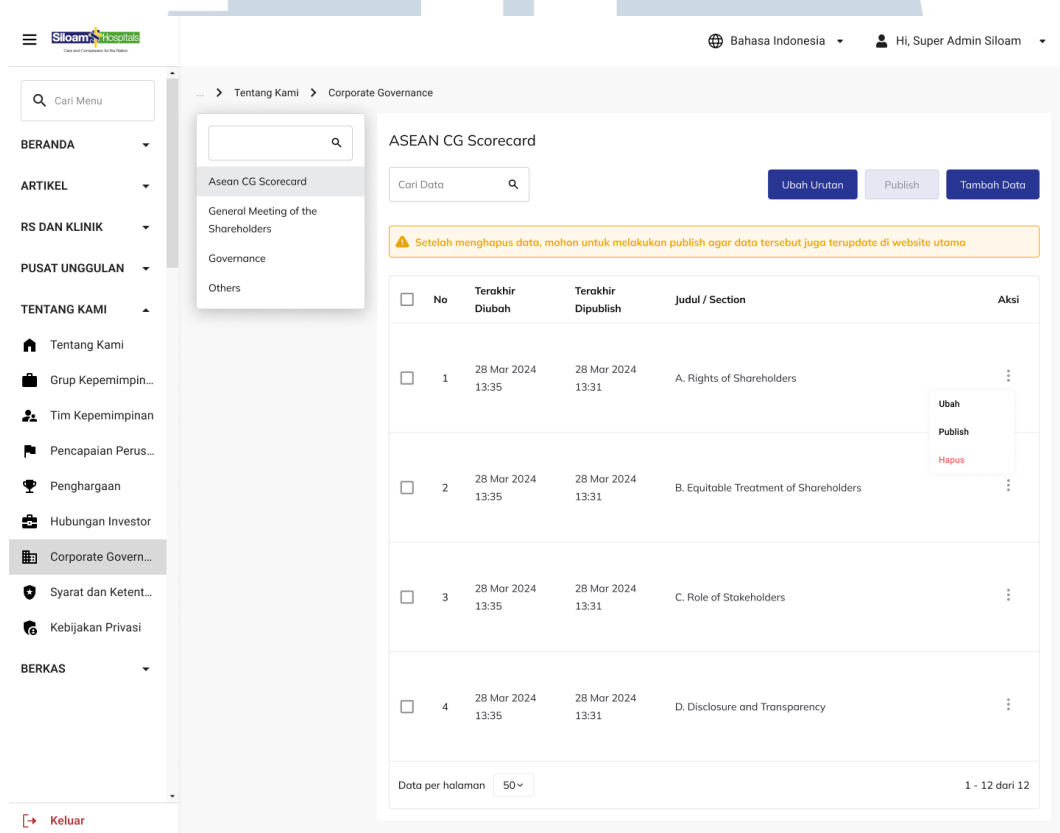 Siloam Hospitals
Care and Compassion for the Nation
Bahasa Indonesia
Hi, Super Admin Siloam
Cari Menu
BERANDA
ARTIKEL
RS DAN KLINIK
PUSAT UNGGULAN
TENTANG KAMI
Tentang Kami
Grup Kepemimpin...
Tim Kepemimpinan
Pencapaian Perus...
Penghargaan
Hubungan Investor
Corporate Govern...
Syarat dan Ketent...
Kebijakan Privasi
BERKAS
Keluar
... > Tentang Kami > Corporate Governance
Asean CG Scorecard
General Meeting of the
Shareholders
Governance
Others
ASEAN CG Scorecard
Cari Data
Ubah Urutan
Publish
Tambah Data
Setelah menghapus data, mohon untuk melakukan publish agar data tersebut juga terupdate di website utama
No
Terakhir
Diubah
Terakhir
Dipublish
Judul / Section
Aksi
1
28 Mar 2024
13:35
28 Mar 2024
13:31
A. Rights of Shareholders
Ubah
Publish
Hapus
2
28 Mar 2024
13:35
28 Mar 2024
13:31
B. Equitable Treatment of Shareholders
3
28 Mar 2024
13:35
28 Mar 2024
13:31
C. Role of Stakeholders
4
28 Mar 2024
13:35
28 Mar 2024
13:31
D. Disclosure and Transparency
Data per halaman 50
1 - 12 dari 12